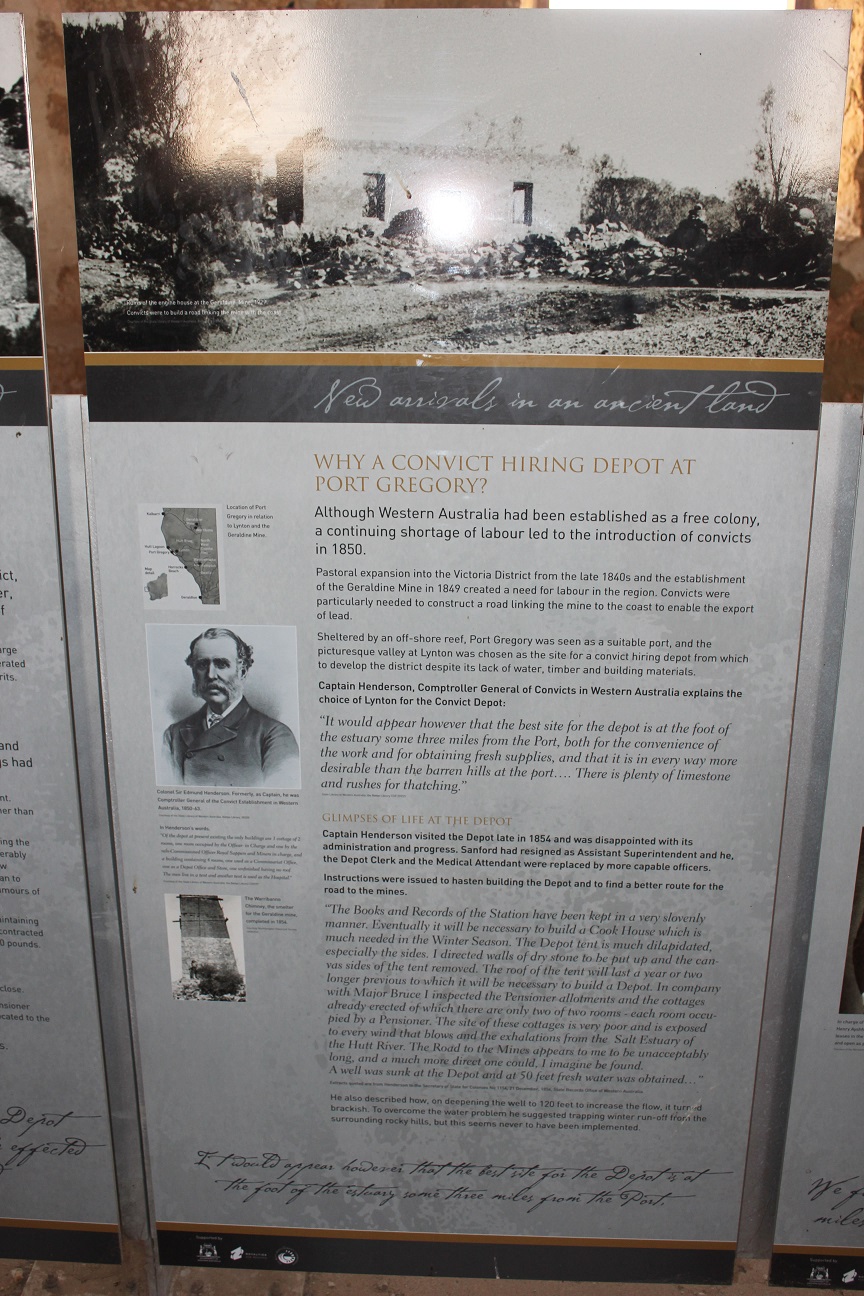 of the engine house at the
Convicts were to build a road linking the mine with the coast
New arrivals in an ancient land
WHY A CONVICT HIRING DEPOT AT
PORT GREGORY?
Although Western Australia had been established as a free colony,
a continuing shortage of labour led to the introduction of convicts
in 1850.
Pastoral expansion into the Victoria District from the late 1840s and the establishment
of the Geraldine Mine in 1849 created a need for labour in the region. Convicts were
particularly needed to construct a road linking the mine to the coast to enable the export
of lead.
Sheltered by an off-shore reef, Port Gregory was seen as a suitable port, and the
picturesque valley at Lynton was chosen as the site for a convict hiring depot from which
to develop the district despite its lack of water, timber and building materials.
Captain Henderson, Comptroller General of Convicts in Western Australia explains the
choice of Lynton for the Convict Depot:
"It would appear however that the best site for the depot is at the foot of
the estuary some three miles from the Port, both for the convenience of
the work and for obtaining fresh supplies, and that it is in every way more
desirable than the barren hills at the port.... There is plenty of limestone
and rushes for thatching."
GLIMPSES OF LIFE AT THE DEPOT
Captain Henderson visited the Depot late in 1854 and was disappointed with its
administration and progress. Sanford had resigned as Assistant Superintendent and he,
the Depot Clerk and the Medical Attendant were replaced by more capable officers.
Instructions were issued to hasten building the Depot and to find a better route for the
road to the mines.
"The Books and Records of the Station have been kept in a very slovenly
manner. Eventually it will be necessary to build a Cook House which is
much needed in the Winter Season. The Depot tent is much dilapidated,
especially the sides. I directed walls of dry stone to be put up and the can-
vas sides of the tent removed. The roof of the tent will last a year or two
longer previous to which it will be necessary to build a Depot. In company
with Major Bruce I inspected the Pensioner allotments and the cottages
already erected of which there are only two of two rooms - each room occu-
pied by a Pensioner. The site of these cottages is very poor and is exposed
to every wind that blows and the exhalations from the Salt Estuary of
the Hutt River. The Road to the Mines appears to me to be unacceptably
long, and a much more direct one could, I imagine be found.
A well was sunk at the Depot and at 50 feet fresh water was obtained..."
He also described how, on deepening the well to 120 feet to increase the flow, it turned
brackish. To overcome the water problem he suggested trapping winter run-off from the
surrounding rocky hills, but this seems never to have been implemented.
It would appear however that the best site for the Depot is at
the foot of the estuary some three miles from the Port.
Location of Port
Gregory in relation
to Lynton and the
Geraldine Mine.
Colonel Sir Edmund Henderson. Formerly, as Captain, he was
Comptroller General of the Convict Establishment in Western
Australia, 1850-63.
In Henderson's words:
The Warribanno
Chimney, the smelter
for the Geraldine mine,
completed in
Supported by
Depot
effected
We f
miles
Supported by